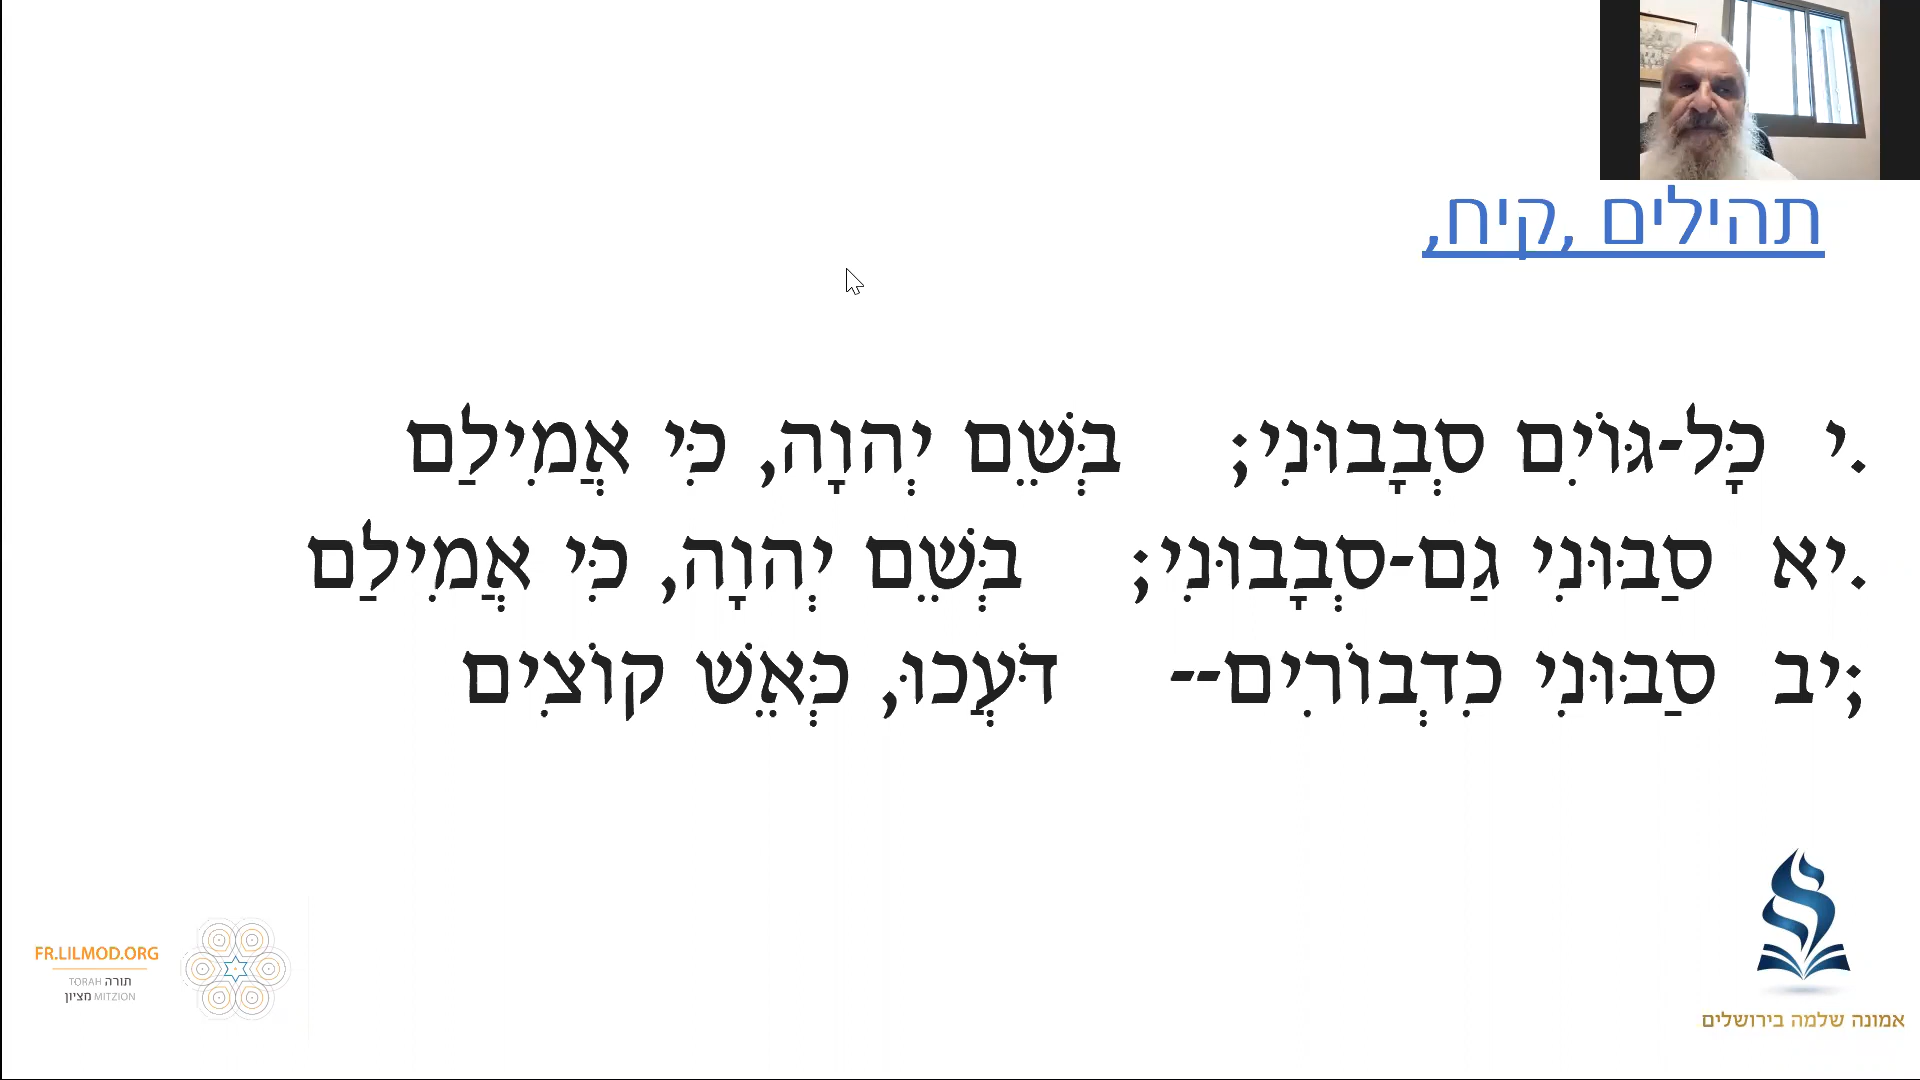 תהילים ,קיח,
.י כָּל-גּוֹיִם סְבָבוּנִי; בְּשֵׁם יְהוָה, כִּי אֲמִילַם
.יא סַבּוּנִי גַם-סְבָבוּנִי; בְּשֵׁם יְהוָה, כִּי אֲמִילַם
;יב סַבּוּנִי כִדְבוֹרִים-- דֹּעֲכוּ, כְּאֵשׁ קוֹצִים
FR.LILMOD.ORG
TORAH תורה
מציון MITZION
אמונה שלמה בירושלים